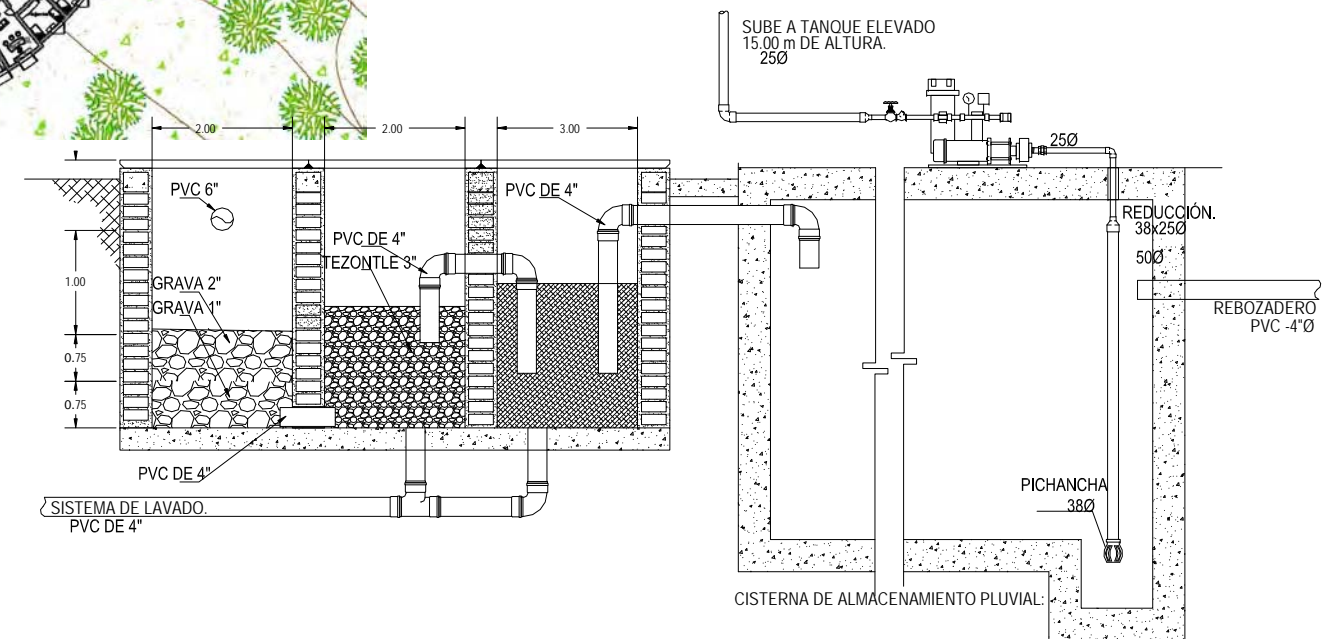 SUBE A TANQUE ELEVADO
15.00 m DE ALTURA.
25Ø
2.00
2.00
3.00
25Ø
PVC 6"
PVC DE 4"
REDUCCIÓN.
38x25Ø
PVC DE 4"
TEZONTLE 3"
50Ø
1.00
GRAVA 2"
GRAVA 1"
REBOZADERO
PVC -4"Ø
0.75
0.75
PVC DE 4"
PICHANCHA
38Ø
SISTEMA DE LAVADO.
PVC DE 4"
CISTERNA DE ALMACENAMIENTO PLUVIAL: